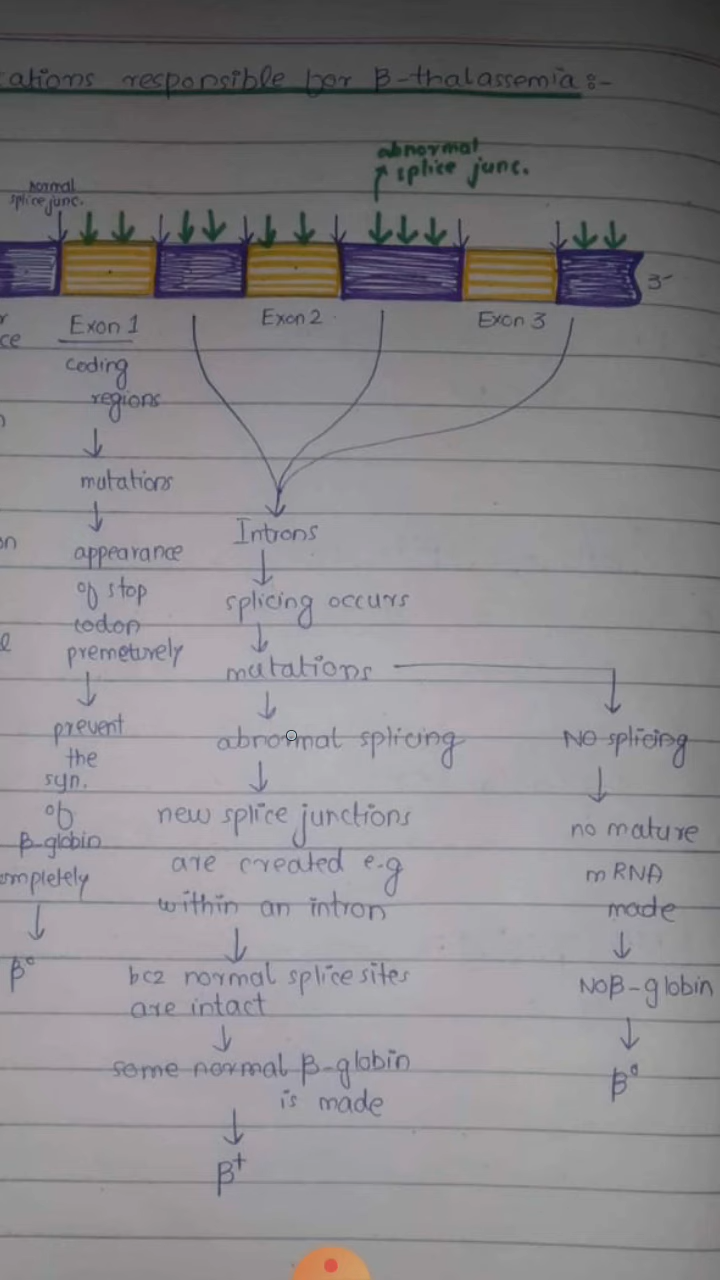 cations responsible for β-thalassemia :-
abnormal
splice junc.
normal
splice junc.
3-
Exon 1
Exon 2
Exon 3
coding
regions
mutations
appearance
of stop
codon
premeturely
prevent
the
syn.
of
β-globin
ompletely
β°
Introns
splicing occurs
mutations
abnormal splicing
new splice junctions
are created e.g
within an intron
bcz normal splice sites
are intact
some normal β-globin
is made
β+
NO splicing
no mature
mRNA
made
NO β-globin
β°